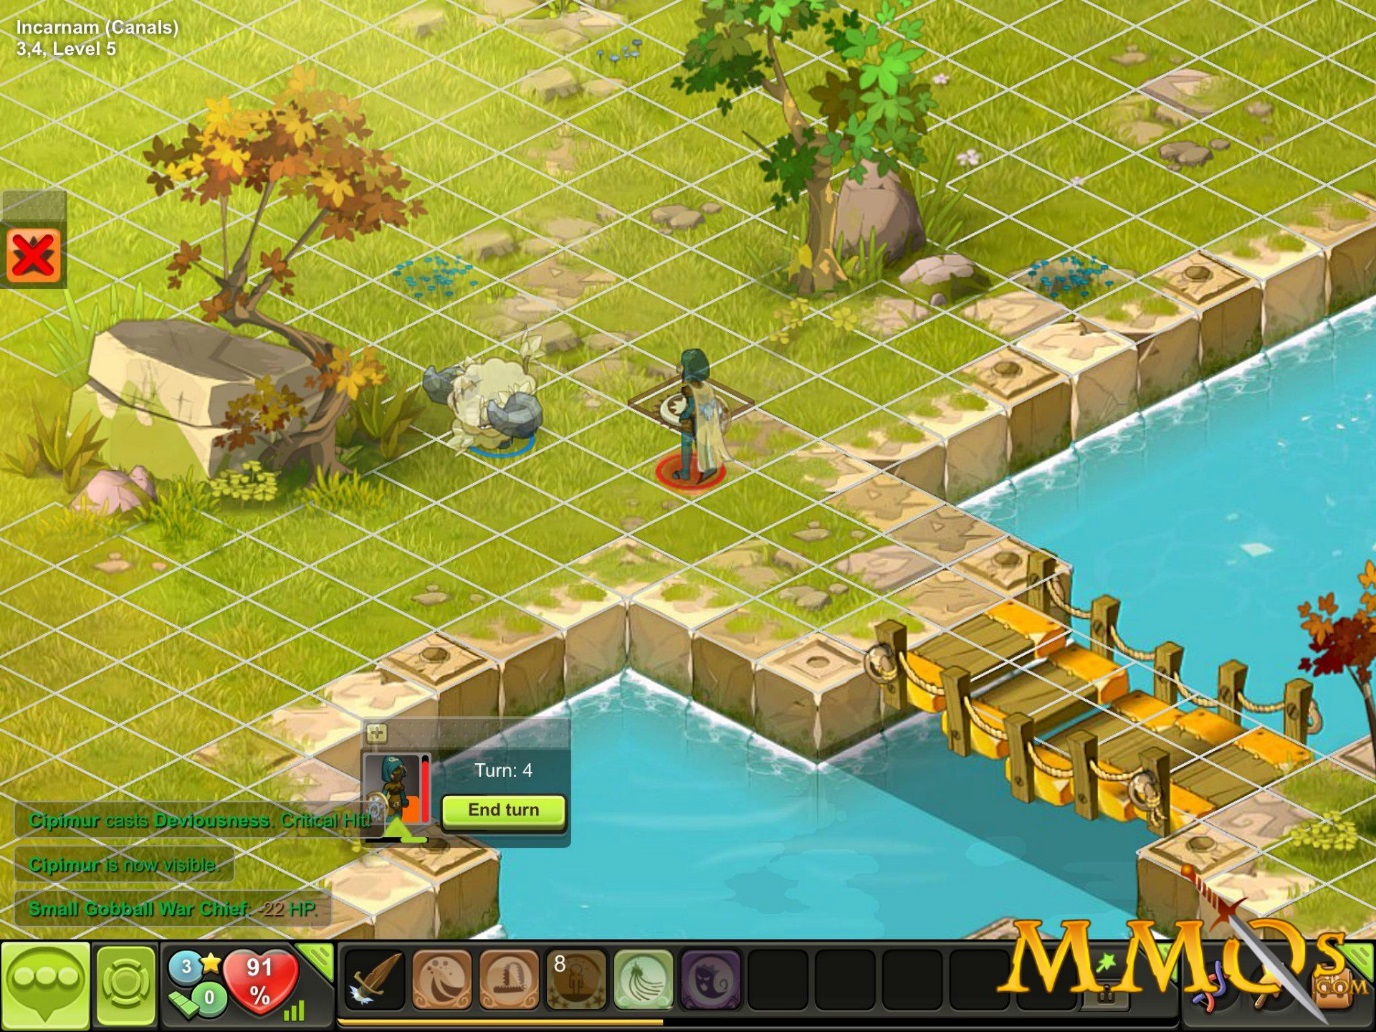 Incarnam (Canals)
3,4, Level 5
Turn: 4
End turn
Cipimur casts Deviousness. Critical Hit!
Cipimur is now visible.
Small Gobball War Chief: -22 HP.
3
0
91
%
8
MMOs
.COM